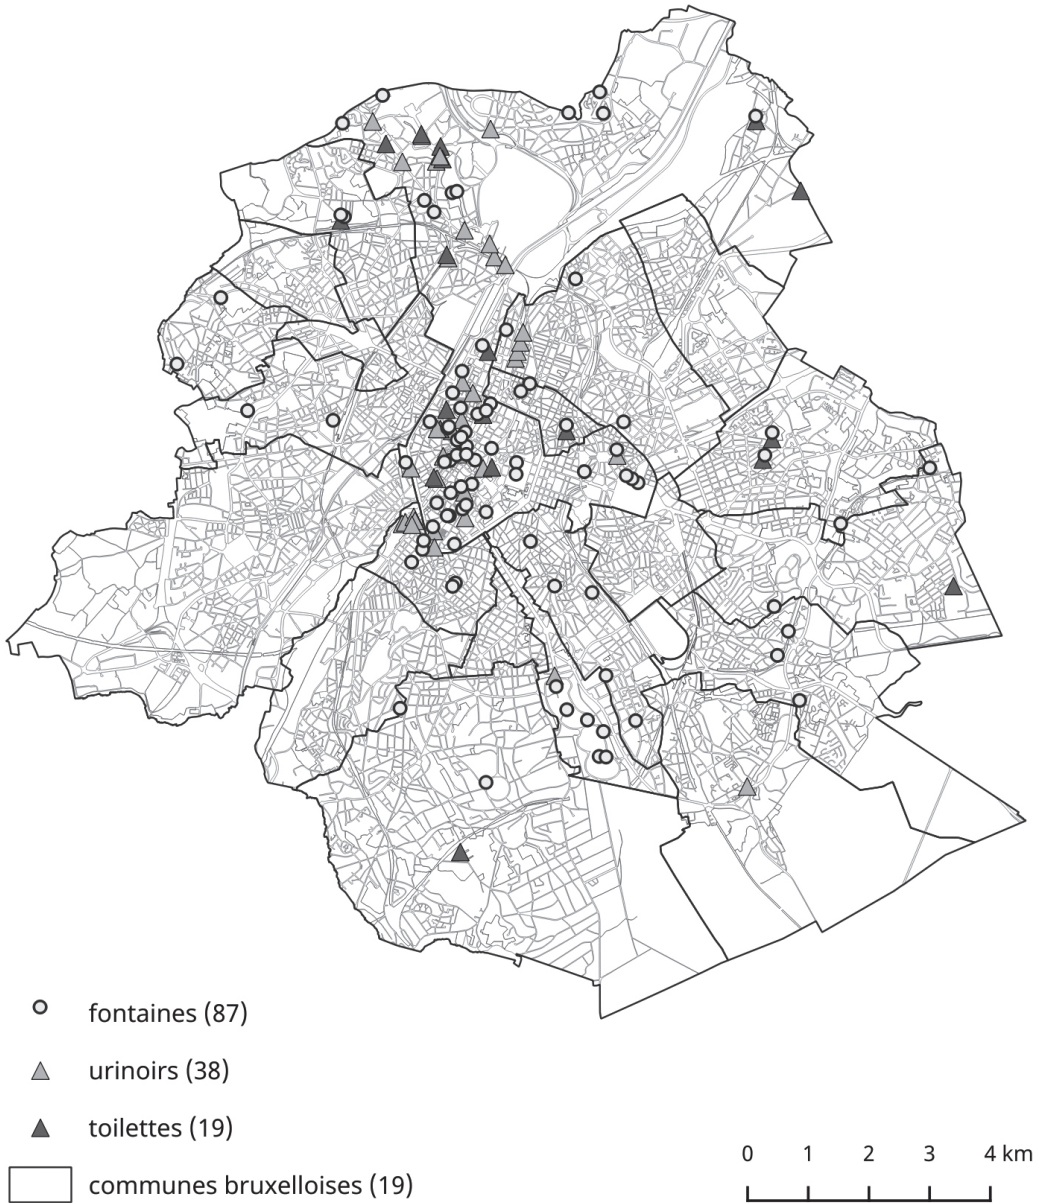 fontaines (87)
urinoirs (38)
toilettes (19)
communes bruxelloises (19)
0 1 2 3 4 km